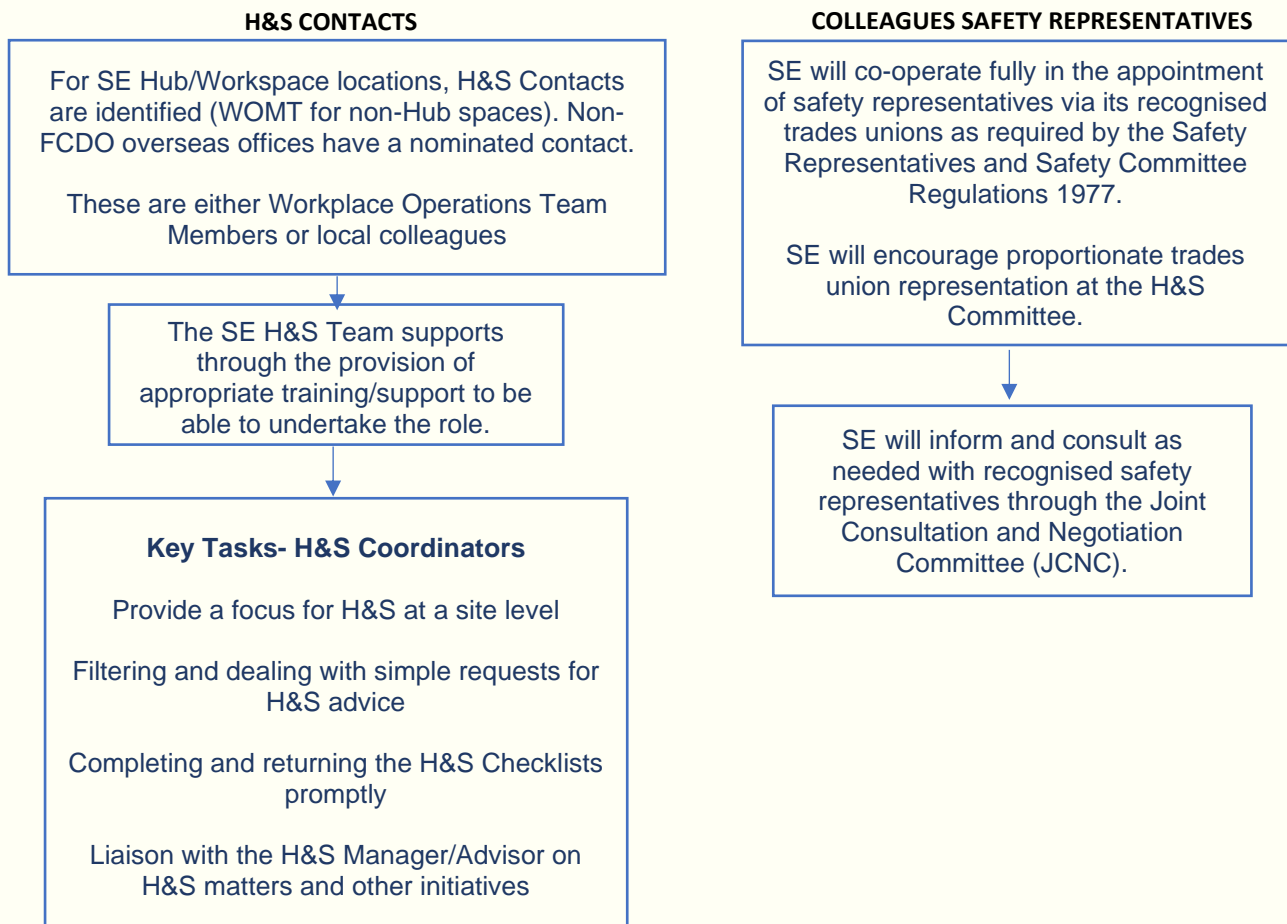 H&S CONTACTS
For SE Hub/Workspace locations, H&S Contacts
are identified (WOMT for non-Hub spaces). Non-
FCDO overseas offices have a nominated contact.
These are either Workplace Operations Team
Members or local colleagues
The SE H&S Team supports
through the provision of
appropriate training/support to be
able to undertake the role.
Key Tasks- H&S Coordinators
Provide a focus for H&S at a site level
Filtering and dealing with simple requests for
H&S advice
Completing and returning the H&S Checklists
promptly
Liaison with the H&S Manager/Advisor on
H&S matters and other initiatives
COLLEAGUES SAFETY REPRESENTATIVES
SE will co-operate fully in the appointment
of safety representatives via its recognised
trades unions as required by the Safety
Representatives and Safety Committee
Regulations 1977.
SE will encourage proportionate trades
union representation at the H&S
Committee.
SE will inform and consult as
needed with recognised safety
representatives through the Joint
Consultation and Negotiation
Committee (JCNC).